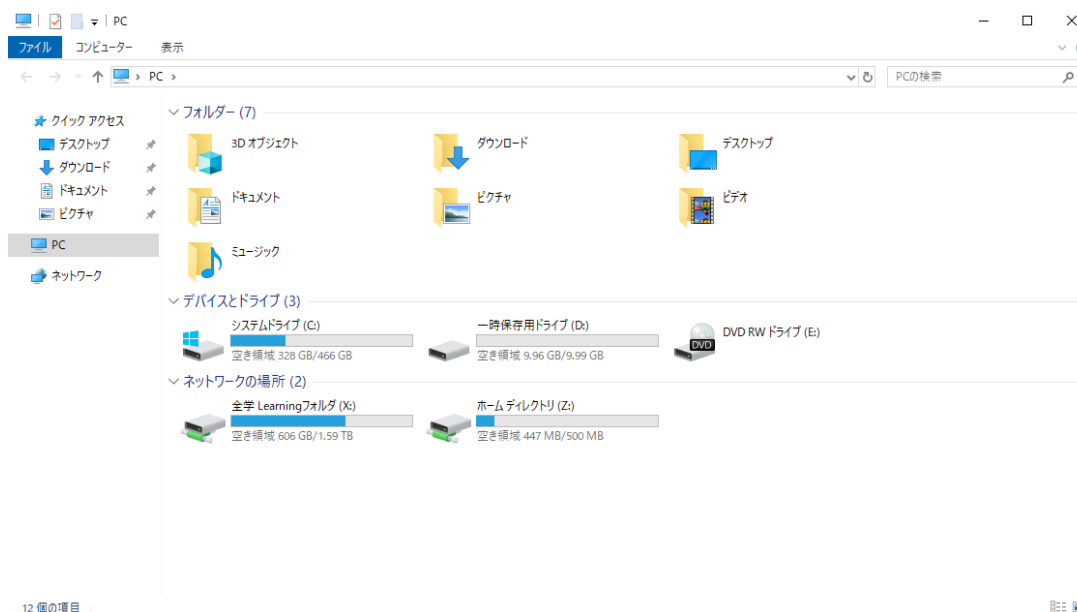 PC
ファイル コンピューター 表示
PC
PCの検索
クイック アクセス
デスクトップ
ダウンロード
ドキュメント
ピクチャ
PC
ネットワーク
フォルダー (7)
3D オブジェクト
ダウンロード
デスクトップ
ドキュメント
ピクチャ
ビデオ
ミュージック
デバイスとドライブ (3)
システムドライブ (C:)
空き領域 328 GB/466 GB
一時保存用ドライブ (D:)
空き領域 9.96 GB/9.99 GB
DVD
DVD RW ドライブ (E:)
ネットワークの場所 (2)
全学 Learningフォルダ (X:)
空き領域 606 GB/1.59 TB
ホーム ディレクトリ (Z:)
空き領域 447 MB/500 MB
12 個の項目